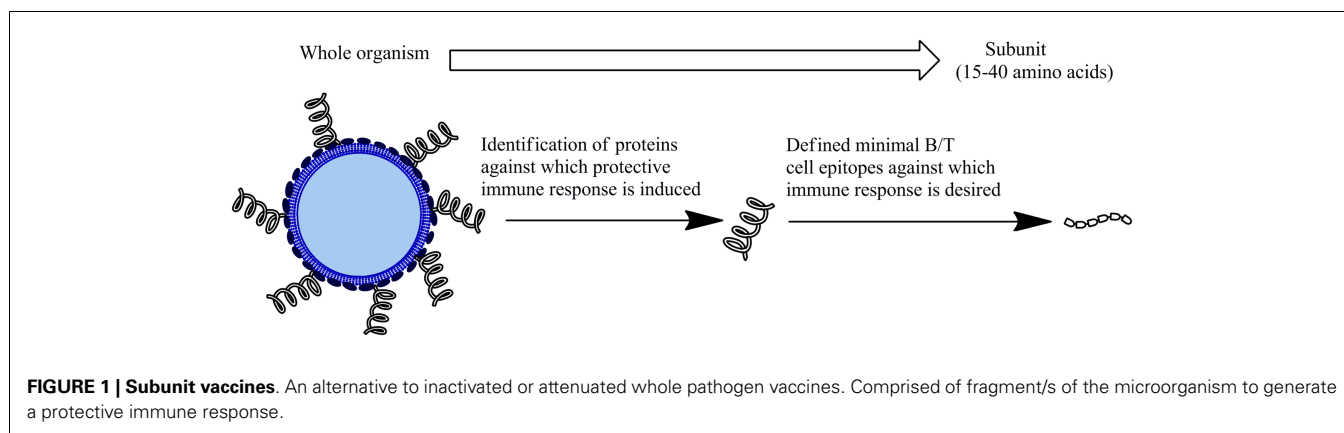 Whole organism
Subunit
(15-40 amino acids)
Identification of proteins
against which protective
immune response is induced
Defined minimal B/T
cell epitopes against which
immune response is desired
FIGURE 1 | Subunit vaccines. An alternative to inactivated or attenuated whole pathogen vaccines. Comprised of fragment/s of the microorganism to generate
a protective immune response.